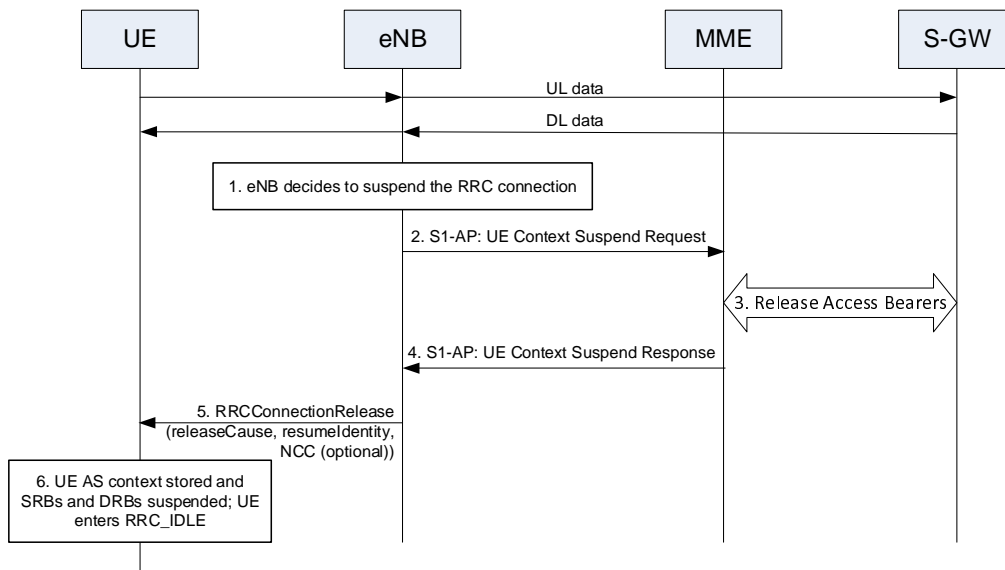 UE
eNB
MME
S-GW
UL data
DL data
1. eNB decides to suspend the RRC connection
2. S1-AP: UE Context Suspend Request
3. Release Access Bearers
4. S1-AP: UE Context Suspend Response
5. RRCConnectionRelease
(releaseCause, resumeIdentity,
NCC (optional))
6. UE AS context stored and
SRBs and DRBs suspended; UE
enters RRC_IDLE